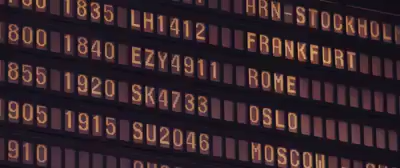 1835 LH1412 ARN-STOCKHOL
1800 1840 EZY4911 FRANKFURT
1855 1920 SK4733 ROME
1905 1915 SU2046 OSLO
1910 MOSCOW